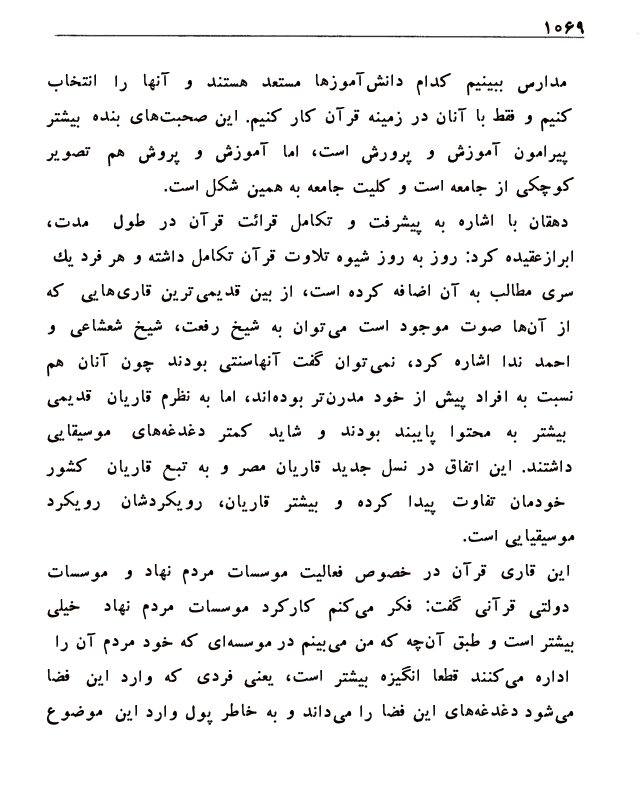 ۱۰۶۹
مدارس ببینیم کدام دانش‌آموزها مستعد هستند و آنها را انتخاب
کنیم و فقط با آنان در زمینه قرآن کار کنیم. این صحبت‌های بنده بیشتر
پیرامون آموزش و پرورش است، اما آموزش و پروش هم تصویر
کوچکی از جامعه است و کلیت جامعه به همین شکل است.
دهقان با اشاره به پیشرفت و تکامل قرائت قرآن در طول مدت،
ابرازعقیده کرد: روز به روز شیوه تلاوت قرآن تکامل داشته و هر فرد یك
سری مطالب به آن اضافه کرده است، از بین قدیمی‌ترین قاری‌هایی که
از آن‌ها صوت موجود است می‌توان به شیخ رفعت، شیخ شعشاعی و
احمد ندا اشاره کرد، نمی‌توان گفت آنهاسنتی بودند چون آنان هم
نسبت به افراد پیش از خود مدرن‌تر بوده‌اند، اما به نظرم قاریان قدیمی
بیشتر به محتوا پایبند بودند و شاید کمتر دغدغه‌های موسیقایی
داشتند. این اتفاق در نسل جدید قاریان مصر و به تبع قاریان کشور
خودمان تفاوت پیدا کرده و بیشتر قاریان، رویکردشان رویکرد
موسیقیایی است.
این قاری قرآن در خصوص فعالیت موسسات مردم نهاد و موسسات
دولتی قرآنی گفت: فکر می‌کنم کارکرد موسسات مردم نهاد خیلی
بیشتر است و طبق آن‌چه که من می‌بینم در موسسه‌ای که خود مردم آن را
اداره می‌کنند قطعا انگیزه بیشتر است، یعنی فردی که وارد این فضا
می‌شود دغدغه‌های این فضا را می‌داند و به خاطر پول وارد این موضوع